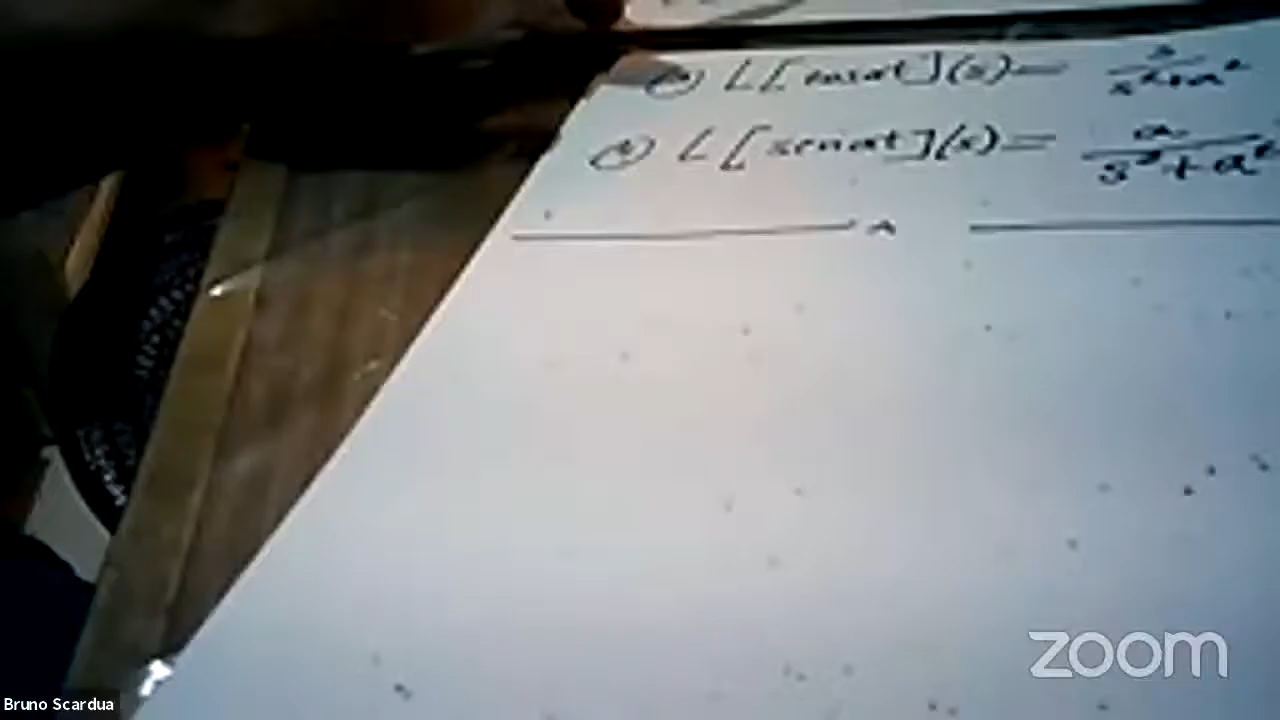 L[cos at](s) = s/(s²+a²)
L[sen at](s) = a/(s²+a²)
zoom
Bruno Scardua